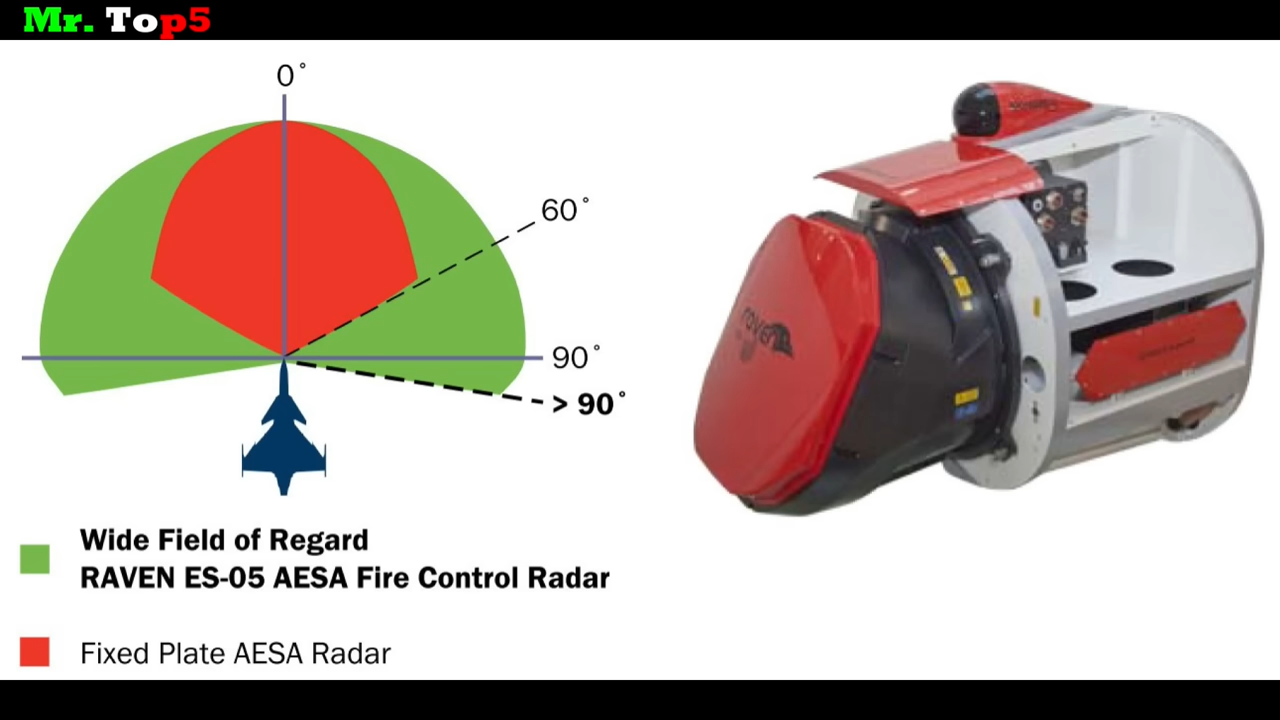 Mr. Top5
0°
60°
90°
> 90°
Wide Field of Regard
RAVEN ES-05 AESA Fire Control Radar
Fixed Plate AESA Radar
raven